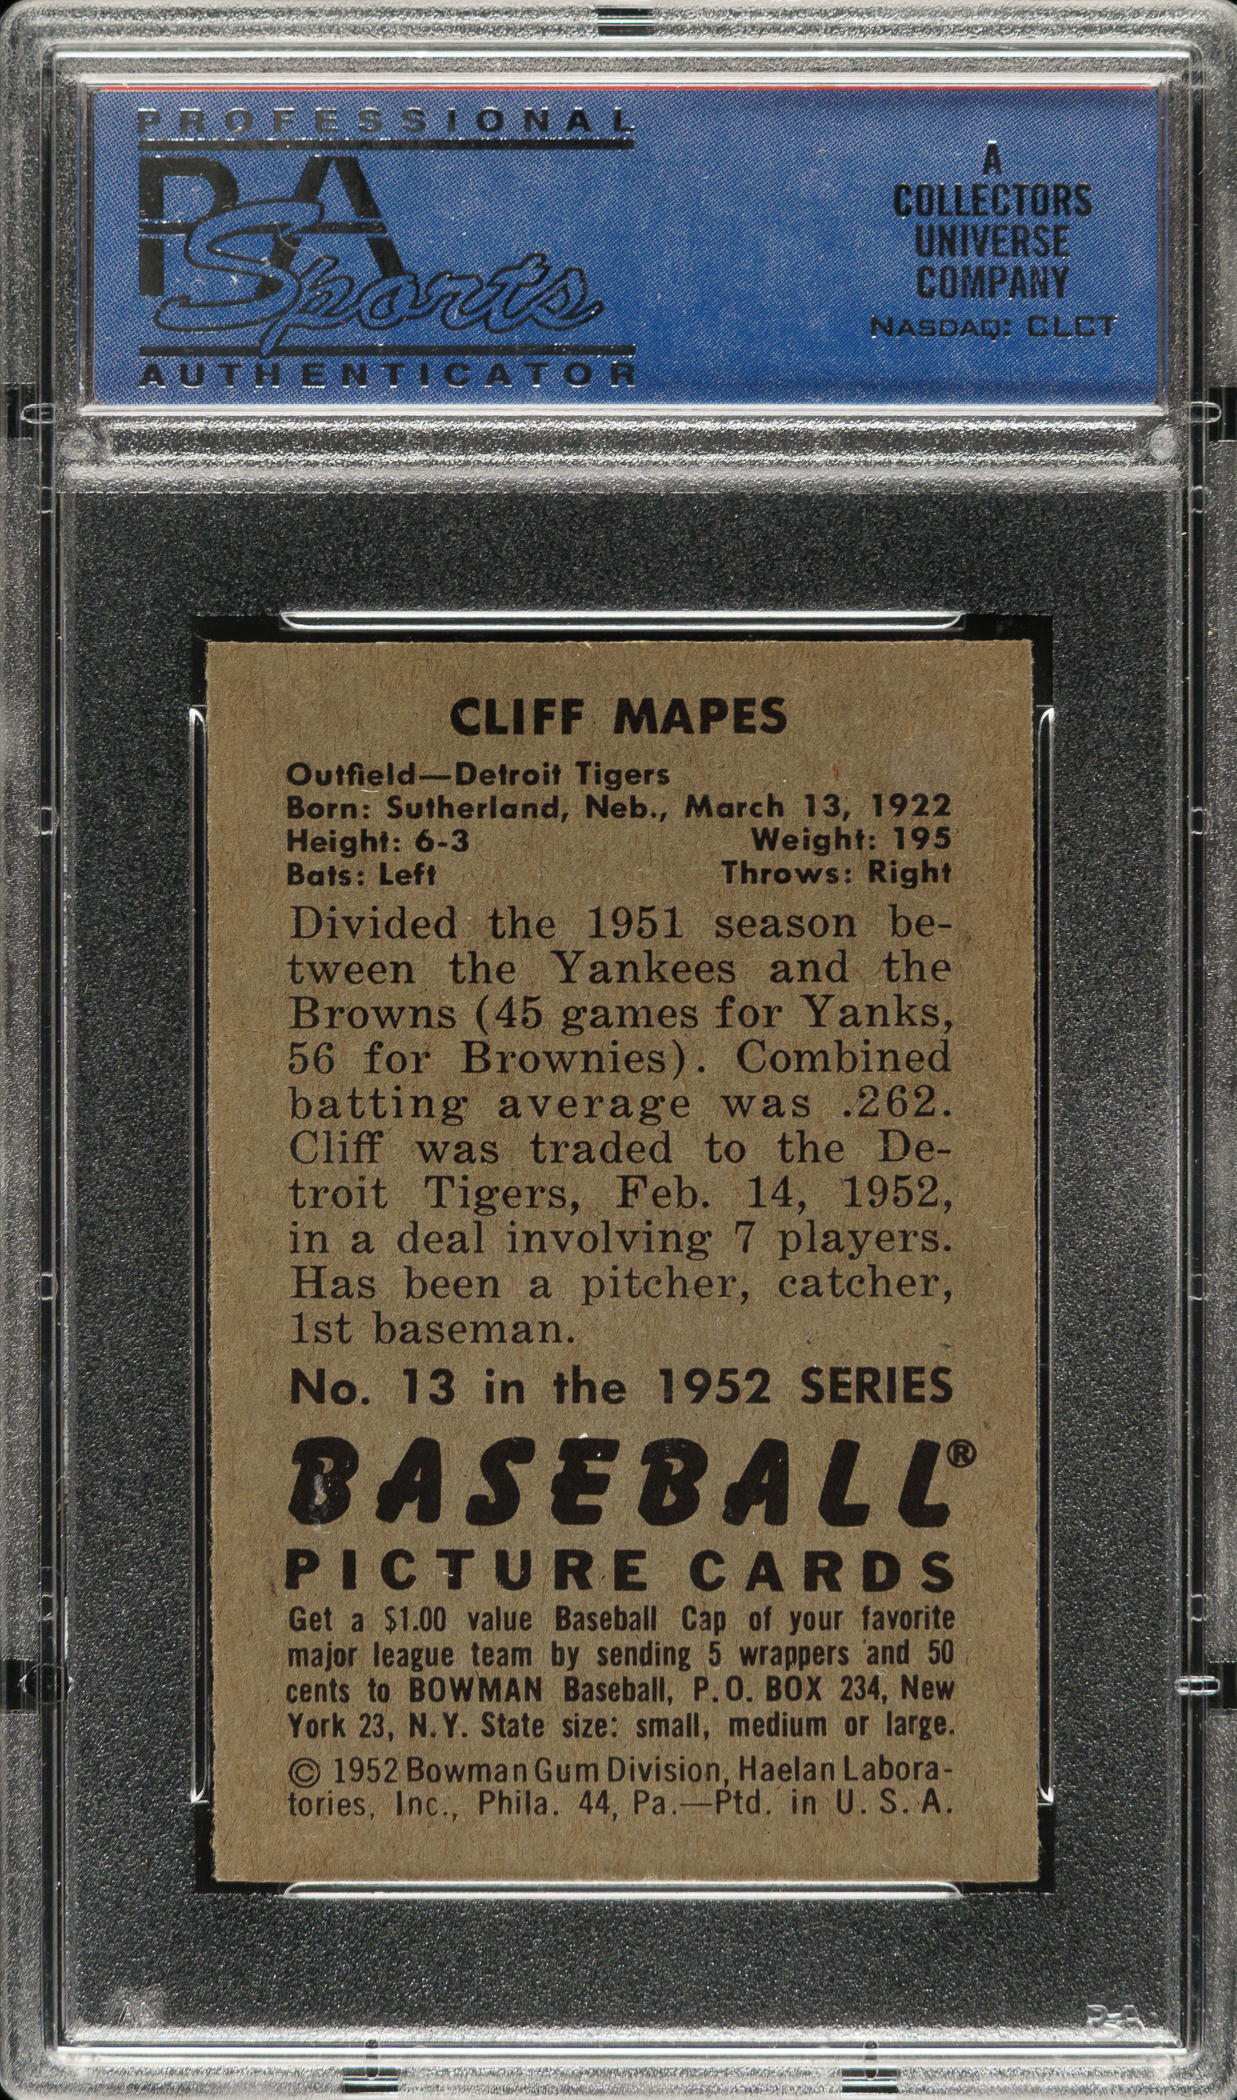 PROFESSIONAL
PSA
Sports
AUTHENTICATOR
A
COLLECTORS
UNIVERSE
COMPANY
NASDAQ: CLCT
CLIFF MAPES
Outfield—Detroit Tigers
Born: Sutherland, Neb., March 13, 1922
Height: 6-3 Weight: 195
Bats: Left Throws: Right
Divided the 1951 season be-
tween the Yankees and the
Browns (45 games for Yanks,
56 for Brownies). Combined
batting average was .262.
Cliff was traded to the De-
troit Tigers, Feb. 14, 1952,
in a deal involving 7 players.
Has been a pitcher, catcher,
1st baseman.
No. 13 in the 1952 SERIES
BASEBALL®
PICTURE CARDS
Get a $1.00 value Baseball Cap of your favorite
major league team by sending 5 wrappers and 50
cents to BOWMAN Baseball, P.O. BOX 234, New
York 23, N.Y. State size: small, medium or large.
© 1952 Bowman Gum Division, Haelan Labora-
tories, Inc., Phila. 44, Pa.—Ptd. in U. S. A.